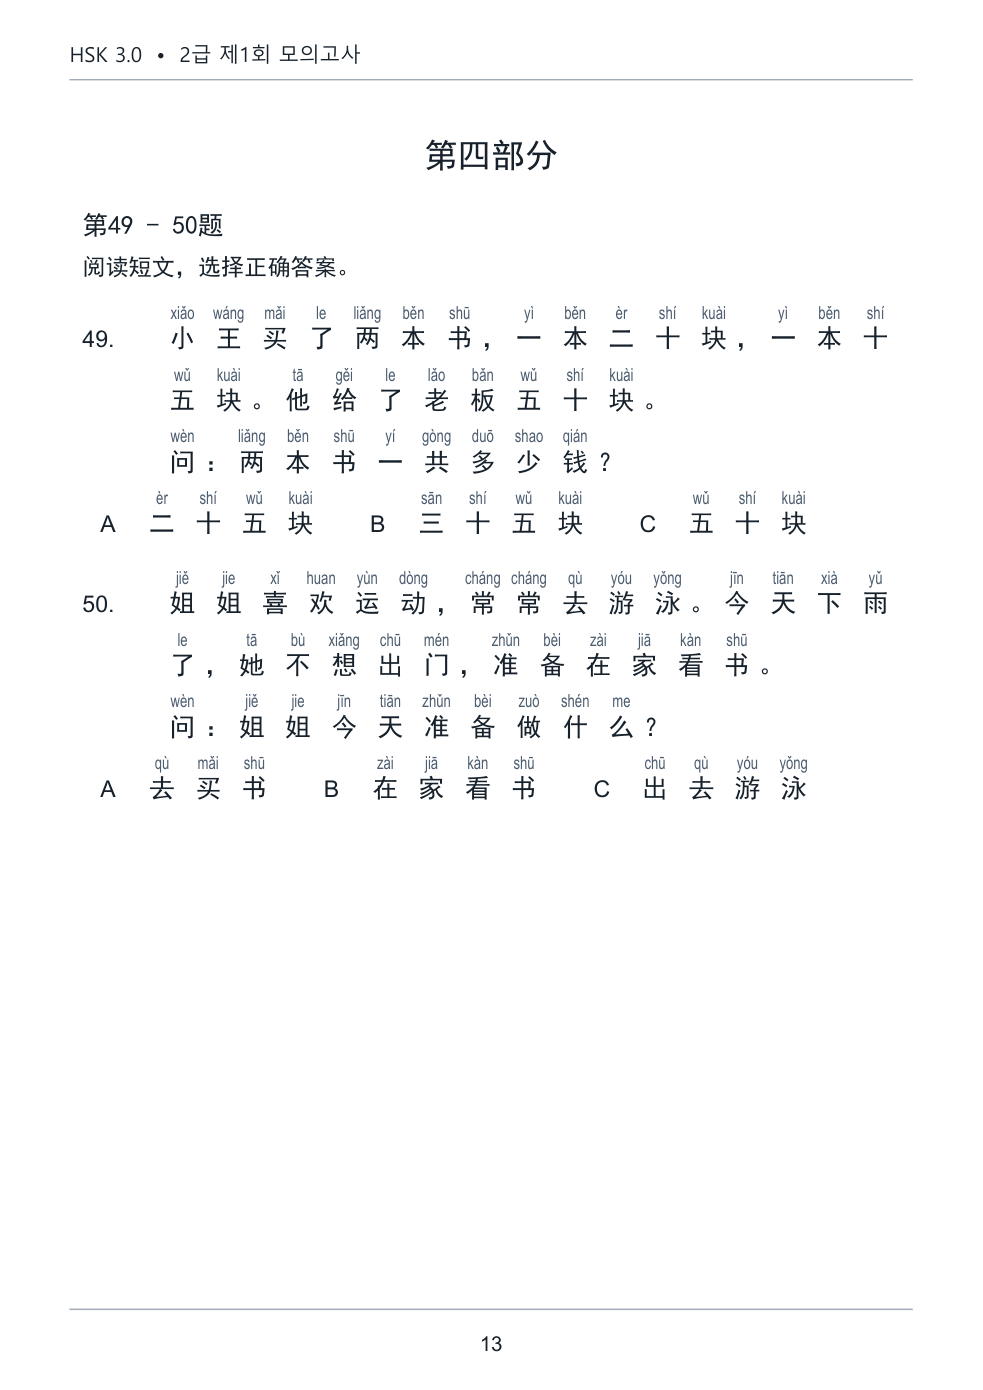 HSK 3.0 • 2급 제1회 모의고사
第四部分
第49 – 50题
阅读短文，选择正确答案。
xiǎo wáng mǎi le liǎng běn shū yì běn èr shí kuài yì běn shí
49. 小王买了两本书，一本二十块，一本十
wǔ kuài tā gěi le lǎo bǎn wǔ shí kuài
五块。他给了老板五十块。
wèn liǎng běn shū yí gòng duō shao qián
问：两本书一共多少钱？
èr shí wǔ kuài sān shí wǔ kuài wǔ shí kuài
A 二十五块 B 三十五块 C 五十块
jiě jie xǐ huan yùn dòng cháng cháng qù yóu yǒng jīn tiān xià yǔ
50. 姐姐喜欢运动，常常去游泳。今天下雨
le tā bù xiǎng chū mén zhǔn bèi zài jiā kàn shū
了，她不想出门，准备在家看书。
wèn jiě jie jīn tiān zhǔn bèi zuò shén me
问：姐姐今天准备做什么？
qù mǎi shū zài jiā kàn shū chū qù yóu yǒng
A 去买书 B 在家看书 C 出去游泳
13